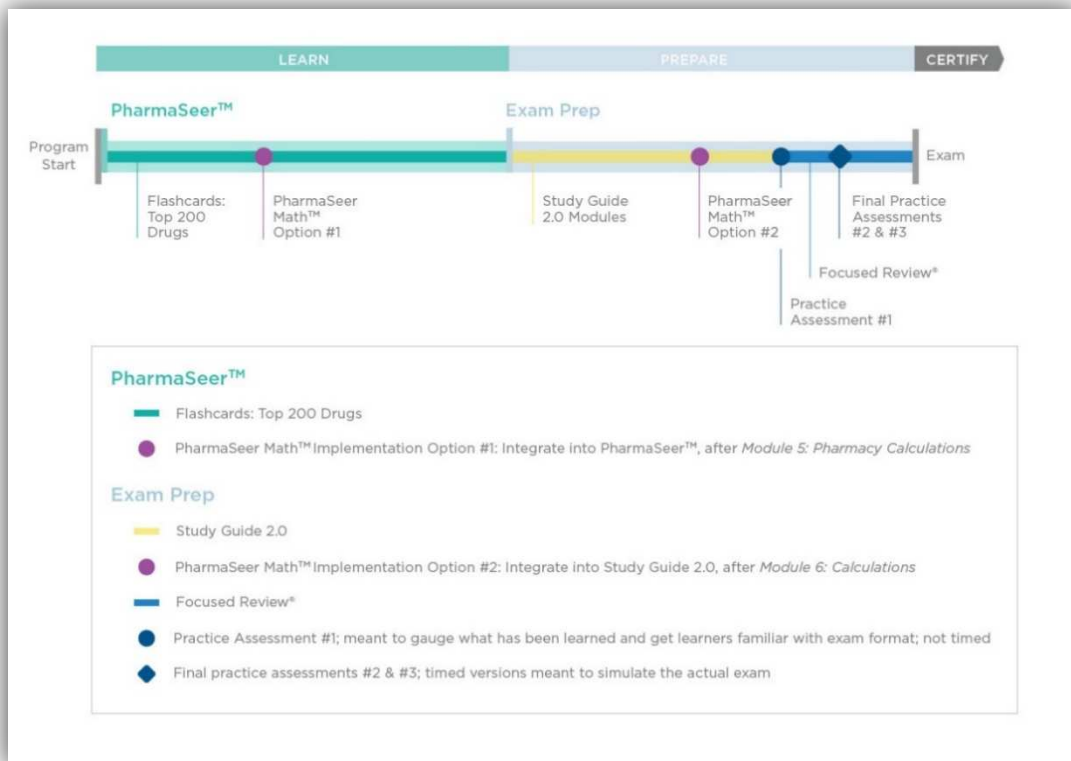 LEARN PREPARE CERTIFY
PharmaSeer™ Exam Prep
Program
Start
Exam
Flashcards:
Top 200
Drugs
PharmaSeer
Math™
Option #1
Study Guide
2.0 Modules
PharmaSeer
Math™
Option #2
Final Practice
Assessments
#2 & #3
Focused Review®
Practice
Assessment #1
PharmaSeer™
Flashcards: Top 200 Drugs
PharmaSeer Math™ Implementation Option #1: Integrate into PharmaSeer™, after Module 5: Pharmacy Calculations
Exam Prep
Study Guide 2.0
PharmaSeer Math™ Implementation Option #2: Integrate into Study Guide 2.0, after Module 6: Calculations
Focused Review®
Practice Assessment #1; meant to gauge what has been learned and get learners familiar with exam format; not timed
Final practice assessments #2 & #3; timed versions meant to simulate the actual exam